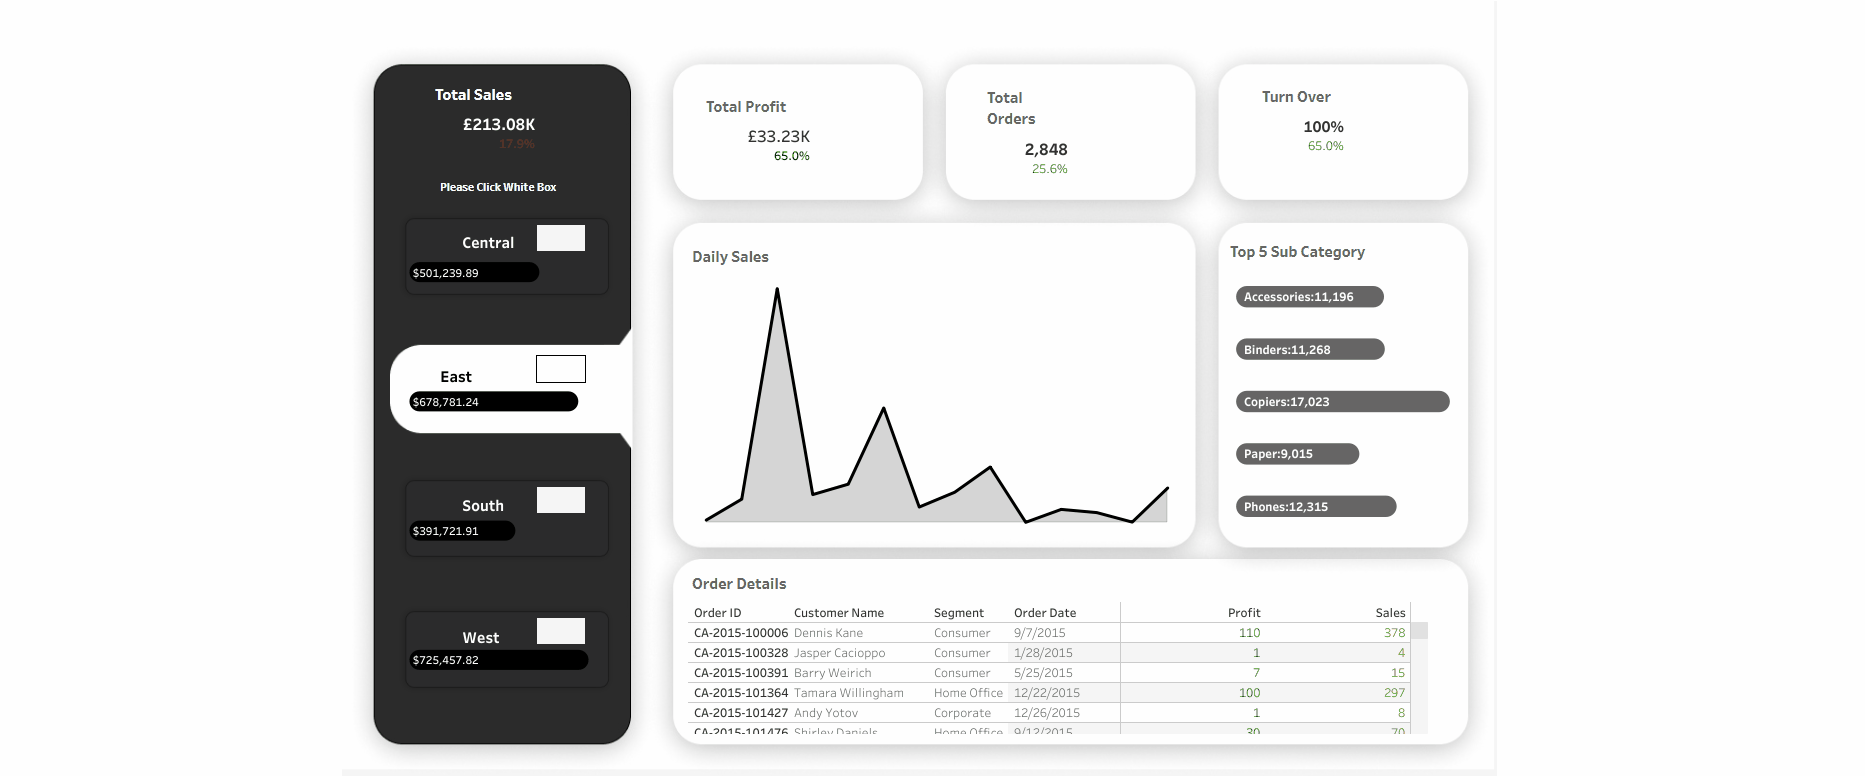 Total Sales
£213.08K
17.9%
Please Click White Box
Central
$501,239.89
East
$678,781.24
South
$391,721.91
West
$725,457.82
Total Profit
£33.23K
65.0%
Total
Orders
2,848
25.6%
Turn Over
100%
65.0%
Daily Sales
Top 5 Sub Category
Accessories:11,196
Binders:11,268
Copiers:17,023
Paper:9,015
Phones:12,315
Order Details
Order ID Customer Name Segment Order Date Profit Sales
CA-2015-100006 Dennis Kane Consumer 9/7/2015 110 378
CA-2015-100328 Jasper Cacioppo Consumer 1/28/2015 1 4
CA-2015-100391 Barry Weirich Consumer 5/25/2015 7 15
CA-2015-101364 Tamara Willingham Home Office 12/22/2015 100 297
CA-2015-101427 Andy Yotov Corporate 12/26/2015 1 8
CA-2015-101476 Shirley Daniels Home Office 9/12/2015 30 70